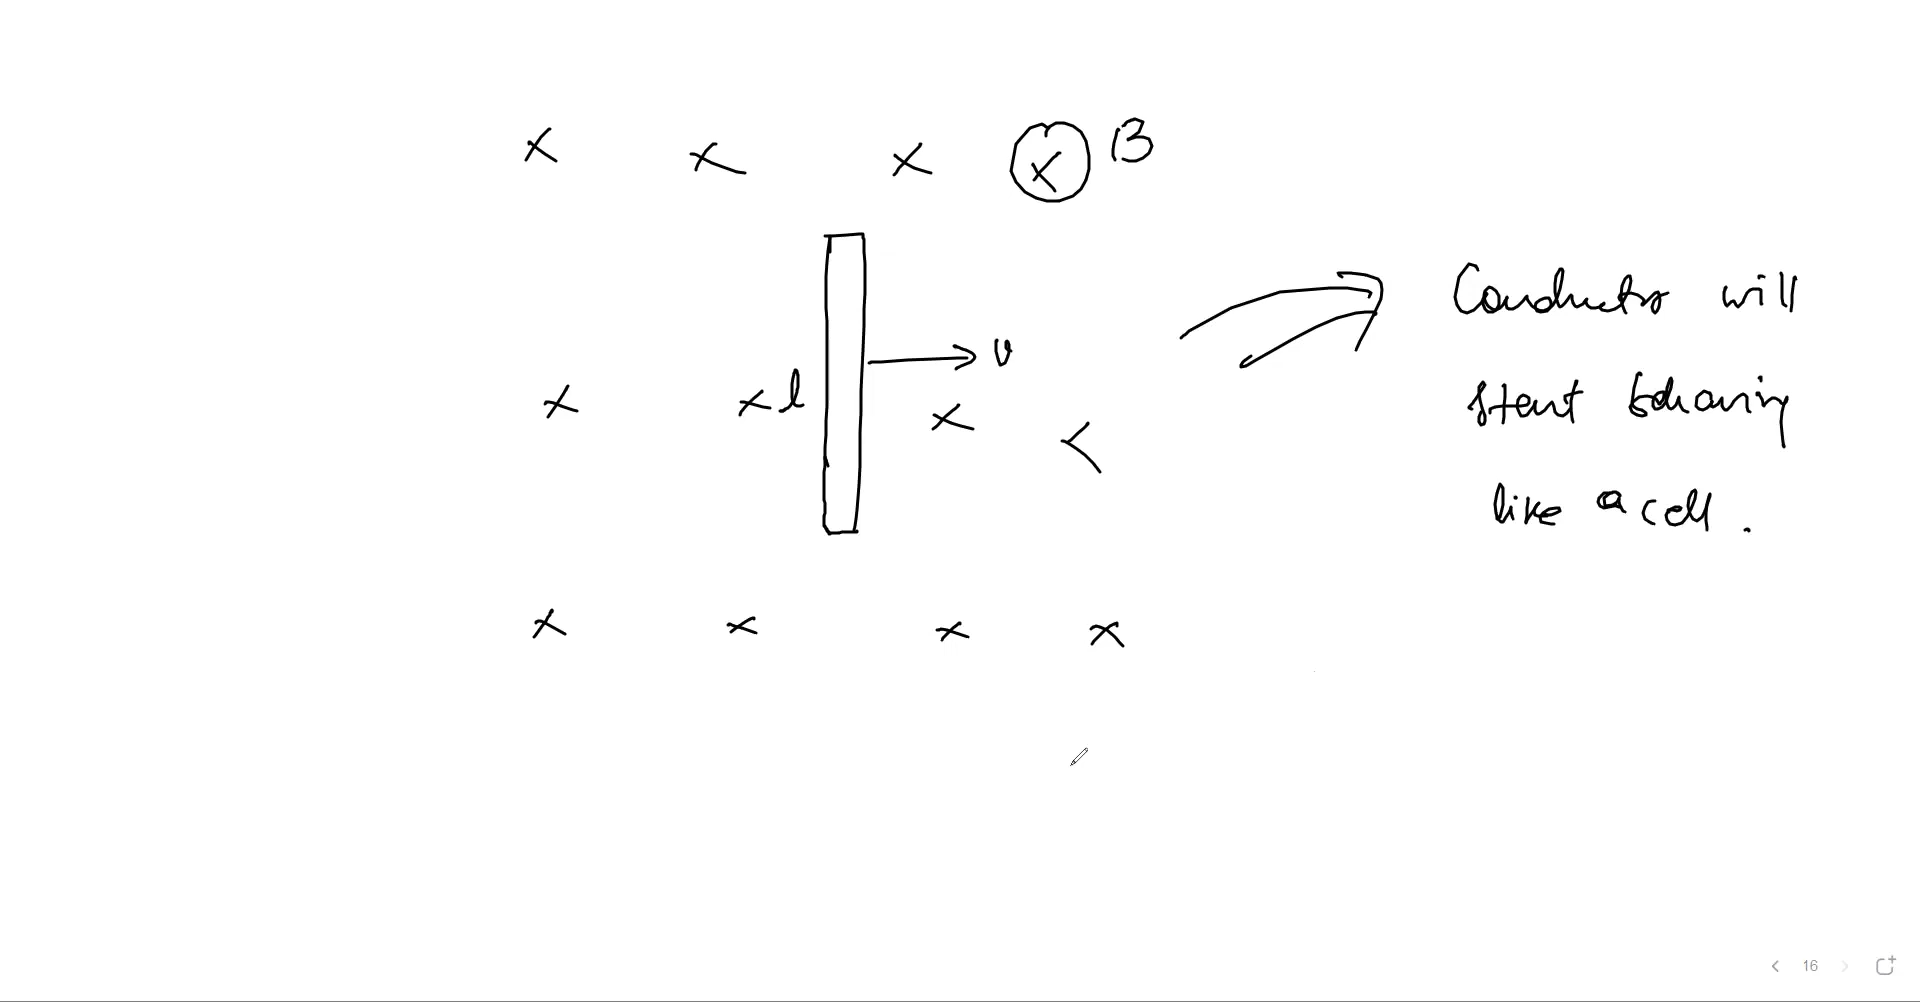 x x x x B
Conductor will
v
x x l x
start behaving
like a cell.
x x x x
16